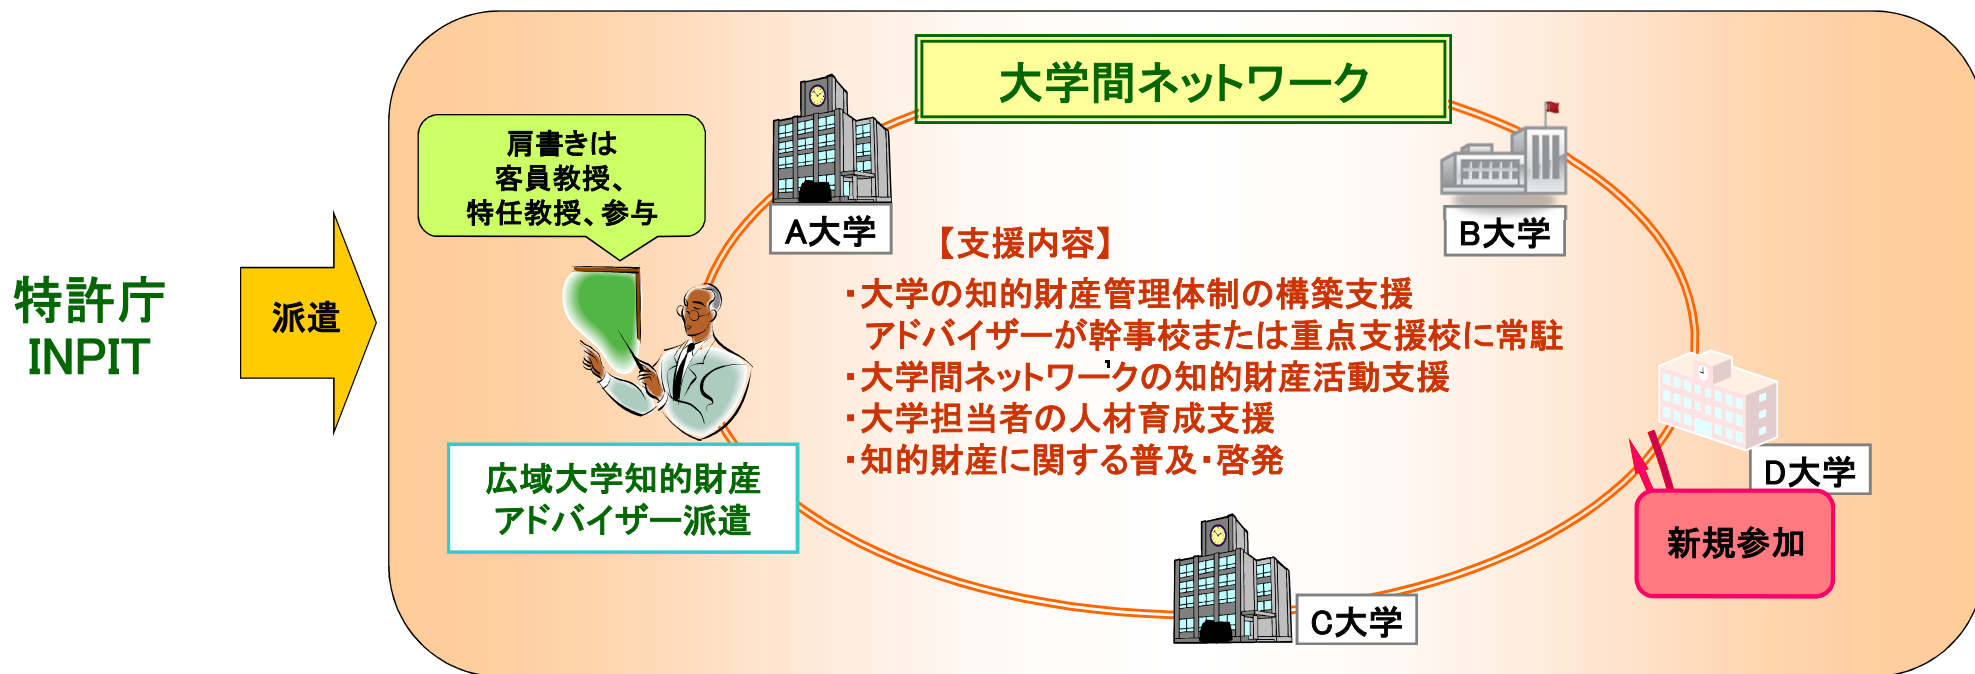 大学間ネットワーク
肩書きは
客員教授、
特任教授、参与
A大学
B大学
【支援内容】
特許庁
INPIT
派遣
・大学の知的財産管理体制の構築支援
アドバイザーが幹事校または重点支援校に常駐
・大学間ネットワークの知的財産活動支援
・大学担当者の人材育成支援
・知的財産に関する普及・啓発
広域大学知的財産
アドバイザー派遣
D大学
新規参加
C大学